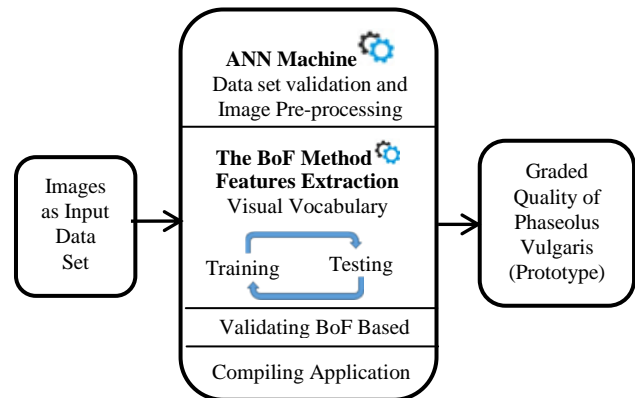 Images
as Input
Data
Set
ANN Machine
Data set validation and
Image Pre-processing
The BoF Method
Features Extraction
Visual Vocabulary
Training
Testing
Validating BoF Based
Compiling Application
Graded
Quality of
Phaseolus
Vulgaris
(Prototype)